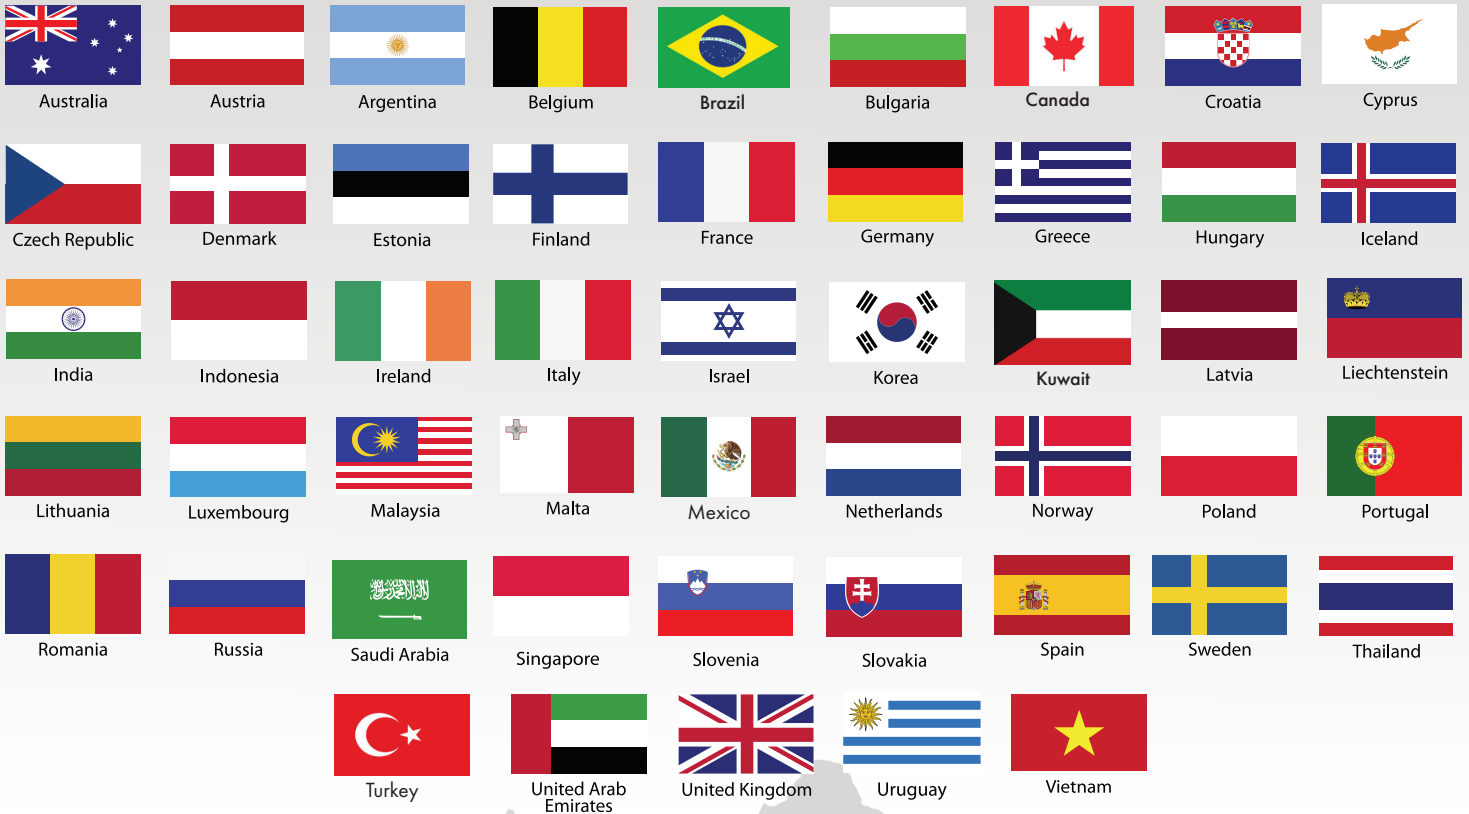 Australia
Austria
Argentina
Belgium
Brazil
Bulgaria
Canada
Croatia
Cyprus
Czech Republic
Denmark
Estonia
Finland
France
Germany
Greece
Hungary
Iceland
India
Indonesia
Ireland
Italy
Israel
Korea
Kuwait
Latvia
Liechtenstein
Lithuania
Luxembourg
Malaysia
Malta
Mexico
Netherlands
Norway
Poland
Portugal
Romania
Russia
Saudi Arabia
Singapore
Slovenia
Slovakia
Spain
Sweden
Thailand
Turkey
United Arab
Emirates
United Kingdom
Uruguay
Vietnam